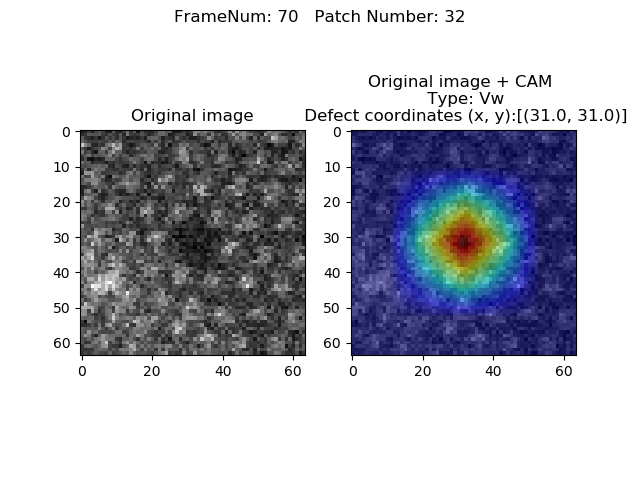 FrameNum: 70   Patch Number: 32
Original image
Original image + CAM
Type: Vw
Defect coordinates (x, y):[(31.0, 31.0)]
0
10
20
30
40
50
60
0 20 40 60
0
10
20
30
40
50
60
0 20 40 60